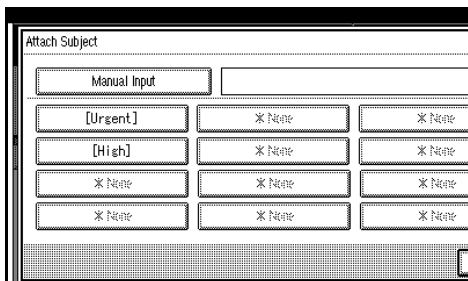 Attach Subject
Manual Input
[Urgent] * None * None
[High] * None * None
* None * None * None
* None * None * None